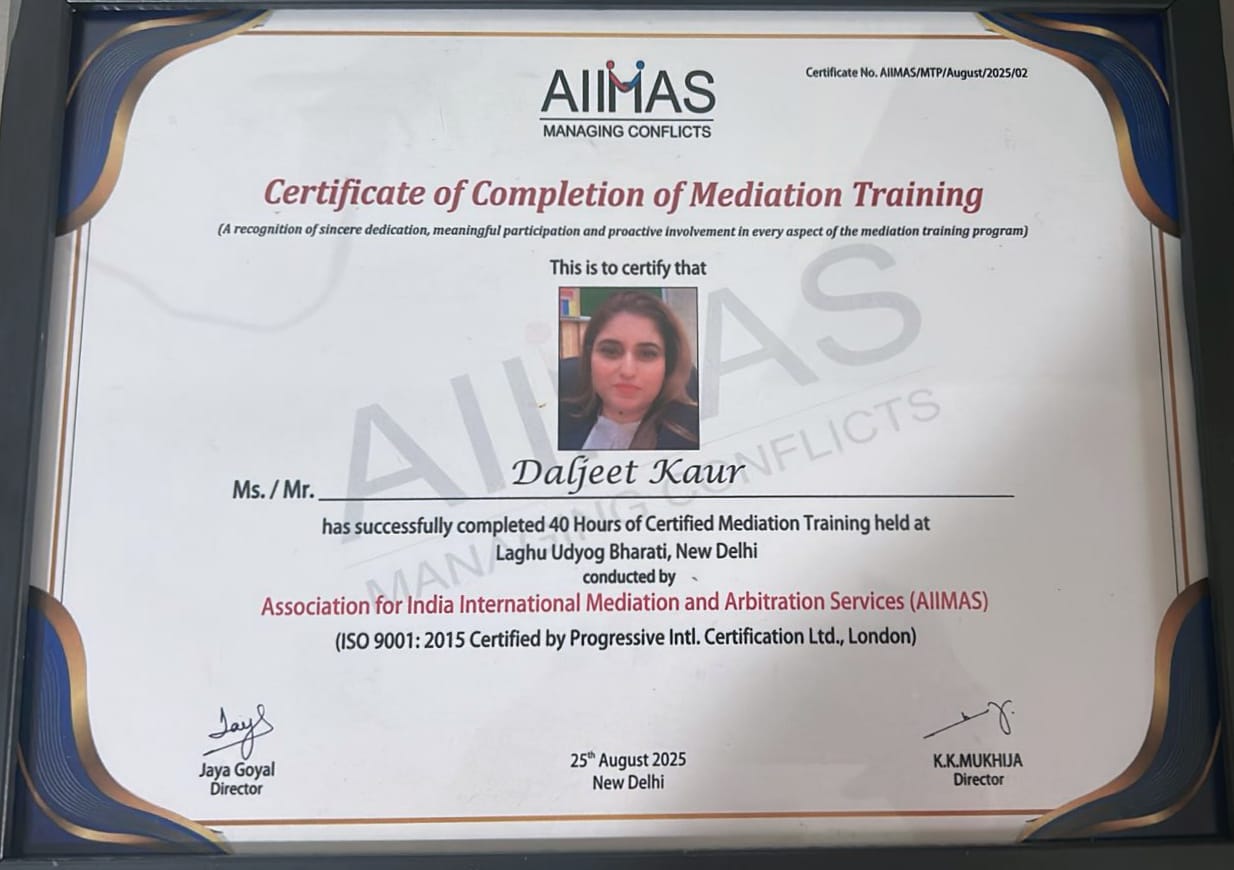 AIIMAS
MANAGING CONFLICTS
Certificate No. AIIMAS/MTP/August/2025/02
Certificate of Completion of Mediation Training
(A recognition of sincere dedication, meaningful participation and proactive involvement in every aspect of the mediation training program)
This is to certify that
AIIMAS
MANAGING CONFLICTS
Ms. / Mr. Daljeet Kaur
has successfully completed 40 Hours of Certified Mediation Training held at
Laghu Udyog Bharati, New Delhi
conducted by
Association for India International Mediation and Arbitration Services (AIIMAS)
(ISO 9001: 2015 Certified by Progressive Intl. Certification Ltd., London)
Jaya Goyal
Director
25th August 2025
New Delhi
K.K.MUKHIJA
Director